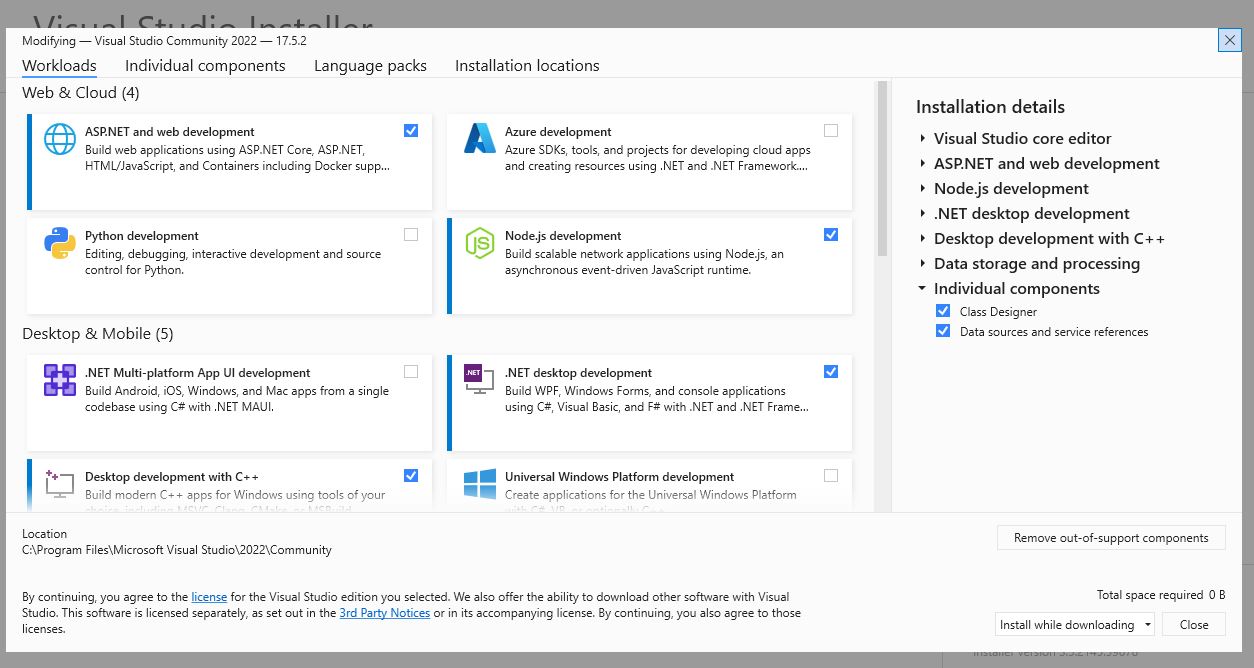 Visual Studio Installer
Modifying — Visual Studio Community 2022 — 17.5.2
Workloads Individual components Language packs Installation locations
Web & Cloud (4)
ASP.NET and web development
Build web applications using ASP.NET Core, ASP.NET,
HTML/JavaScript, and Containers including Docker supp...
Azure development
Azure SDKs, tools, and projects for developing cloud apps
and creating resources using .NET and .NET Framework....
Python development
Editing, debugging, interactive development and source
control for Python.
JS
Node.js development
Build scalable network applications using Node.js, an
asynchronous event-driven JavaScript runtime.
Desktop & Mobile (5)
.NET Multi-platform App UI development
Build Android, iOS, Windows, and Mac apps from a single
codebase using C# with .NET MAUI.
.NET
.NET desktop development
Build WPF, Windows Forms, and console applications
using C#, Visual Basic, and F# with .NET and .NET Frame...
Desktop development with C++
Build modern C++ apps for Windows using tools of your
choice, including MSVC, Clang, CMake, or MSBuild.
Universal Windows Platform development
Create applications for the Universal Windows Platform
with C#, VB, or optionally C++.
Installation details
Visual Studio core editor
ASP.NET and web development
Node.js development
.NET desktop development
Desktop development with C++
Data storage and processing
Individual components
Class Designer
Data sources and service references
Location
C:\Program Files\Microsoft Visual Studio\2022\Community
Remove out-of-support components
By continuing, you agree to the license for the Visual Studio edition you selected. We also offer the ability to download other software with Visual
Studio. This software is licensed separately, as set out in the 3rd Party Notices or in its accompanying license. By continuing, you also agree to those
licenses.
Total space required 0 B
Install while downloading
Close
Installer version